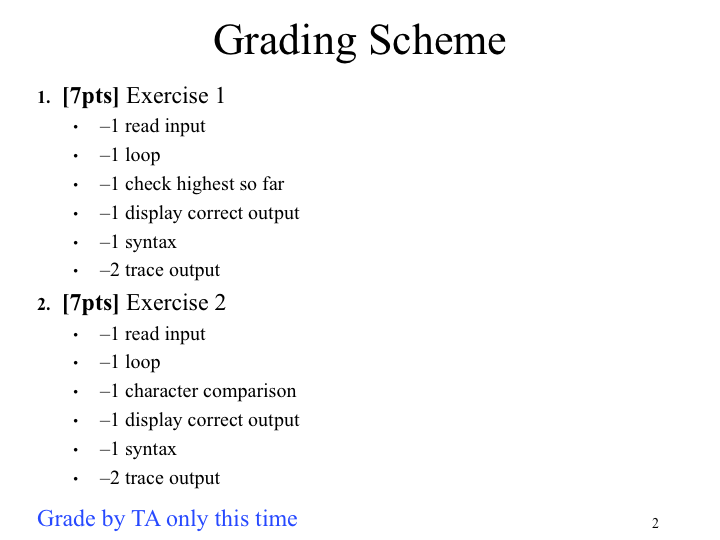 Grading Scheme
1. [7pts] Exercise 1
• –1 read input
• –1 loop
• –1 check highest so far
• –1 display correct output
• –1 syntax
• –2 trace output
2. [7pts] Exercise 2
• –1 read input
• –1 loop
• –1 character comparison
• –1 display correct output
• –1 syntax
• –2 trace output
Grade by TA only this time
2